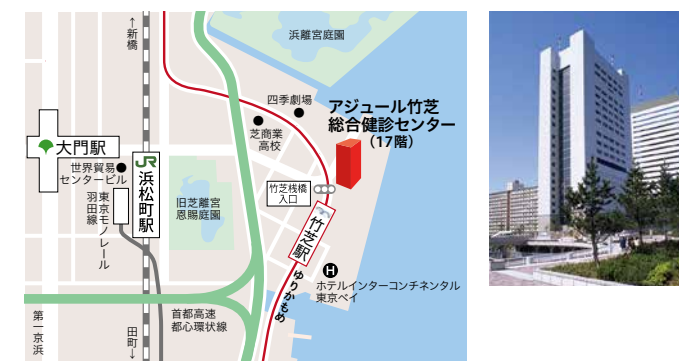 ←新橋
浜離宮庭園
四季劇場
アジュール竹芝
総合健診センター
（17階）
芝商業
高校
大門駅
世界貿易
センタービル
JR
浜松町駅
東京モノレール
羽田線
旧芝離宮
恩賜庭園
竹芝桟橋
入口
竹芝駅
ゆりかもめ
H
ホテルインターコンチネンタル
東京ベイ
首都高速
都心環状線
第一京浜
田町→